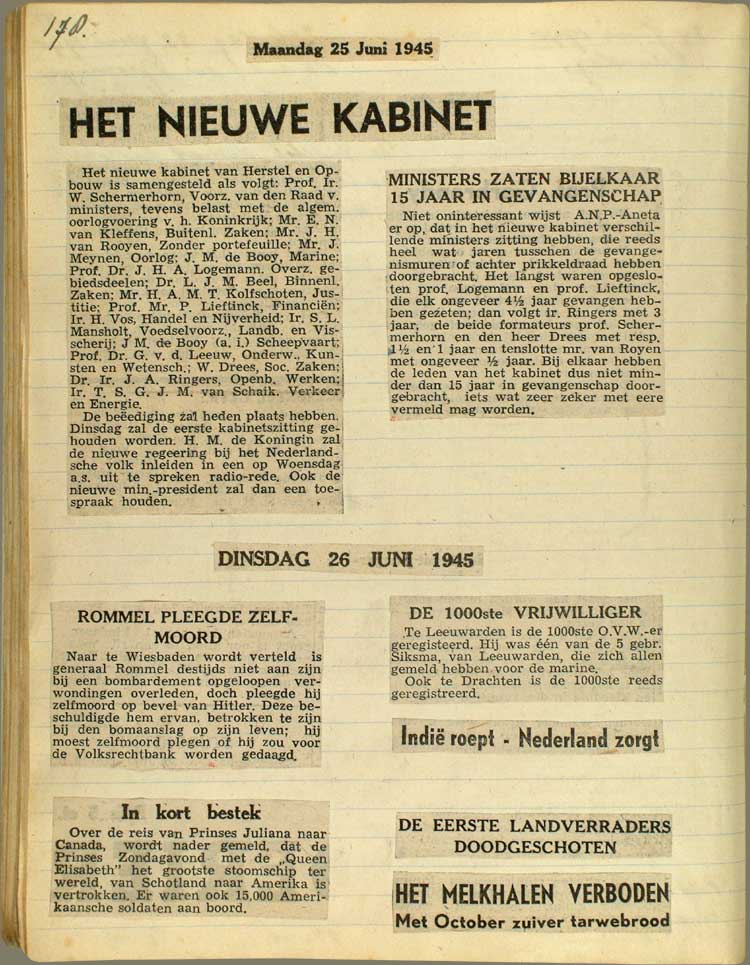 178.
Maandag 25 Juni 1945
HET NIEUWE KABINET
Het nieuwe kabinet van Herstel en Op-
bouw is samengesteld als volgt: Prof. Ir.
W. Schermerhorn, Voorz. van den Raad v.
ministers, tevens belast met de algem.
oorlogvoering v. h. Koninkrijk; Mr. E. N.
van Kleffens, Buitenl. Zaken; Mr. J. H.
van Rooyen, Zonder portefeuille; Mr. J.
Meynen, Oorlog; J. M. de Booy, Marine;
Prof. Dr. J. H. A. Logemann. Overz. ge-
biedsdeelen; Dr. L. J. M. Beel, Binnenl.
Zaken; Mr. H. A. M. T. Kolfschoten, Jus-
titie; Prof. Mr. P. Lieftinck, Financiën;
Ir. H. Vos, Handel en Nijverheid; Ir. S. L.
Mansholt, Voedselvoorz., Landb. en Vis-
scherij; J M. de Booy (a. i.) Scheepvaart;
Prof. Dr. G. v. d. Leeuw, Onderw., Kun-
sten en Wetensch.; W. Drees, Soc. Zaken;
Dr. Ir. J. A. Ringers, Openb. Werken;
Ir. T. S. G. J. M. van Schaik. Verkeer
en Energie.
De beëediging zal heden plaats hebben.
Dinsdag zal de eerste kabinetszitting ge-
houden worden. H. M. de Koningin zal
de nieuwe regeering bij het Nederland-
sche volk inleiden in een op Woensdag
a.s. uit te spreken radio-rede. Ook de
nieuwe min.-president zal dan een toe-
spraak houden.
MINISTERS ZATEN BIJELKAAR
15 JAAR IN GEVANGENSCHAP
Niet oninteressant wijst A.N.P.-Aneta
er op, dat in het nieuwe kabinet verschil-
lende ministers zitting hebben, die reeds
heel wat jaren tusschen de gevange-
nismuren of achter prikkeldraad hebben
doorgebracht. Het langst waren opgeslo-
ten prof. Logemann en prof. Lieftinck,
die elk ongeveer 4½ jaar gevangen heb-
ben gezeten; dan volgt ir. Ringers met 3
jaar, de beide formateurs prof. Scher-
merhorn en den heer Drees met resp.
1½ en 1 jaar en tenslotte mr. van Royen
met ongeveer ½ jaar. Bij elkaar hebben
de leden van het kabinet dus niet min-
der dan 15 jaar in gevangenschap door-
gebracht, iets wat zeer zeker met eere
vermeld mag worden.
DINSDAG 26 JUNI 1945
ROMMEL PLEEGDE ZELF-
MOORD
Naar te Wiesbaden wordt verteld is
generaal Rommel destijds niet aan zijn
bij een bombardement opgeloopen ver-
wondingen overleden, doch pleegde hij
zelfmoord op bevel van Hitler. Deze be-
schuldigde hem ervan, betrokken te zijn
bij den bomaanslag op zijn leven; hij
moest zelfmoord plegen of hij zou voor
de Volksrechtbank worden gedaagd.
In kort bestek
Over de reis van Prinses Juliana naar
Canada, wordt nader gemeld, dat de
Prinses Zondagavond met de „Queen
Elisabeth" het grootste stoomschip ter
wereld, van Schotland naar Amerika is
vertrokken. Er waren ook 15.000 Ameri-
kaansche soldaten aan boord.
DE 1000ste VRIJWILLIGER
Te Leeuwarden is de 1000ste O.V.W.-er
geregisteerd. Hij was één van de 5 gebr.
Siksma, van Leeuwarden, die zich allen
gemeld hebben voor de marine.
Ook te Drachten is de 1000ste reeds
geregistreerd.
Indië roept - Nederland zorgt
DE EERSTE LANDVERRADERS
DOODGESCHOTEN
HET MELKHALEN VERBODEN
Met October zuiver tarwebrood